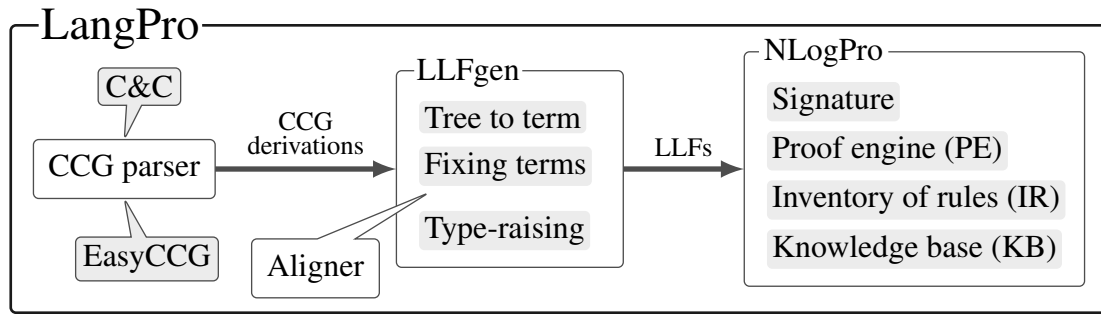 LangPro
C&C
CCG parser
EasyCCG
CCG
derivations
LLFgen
Tree to term
Fixing terms
Type-raising
Aligner
LLFs
NLogPro
Signature
Proof engine (PE)
Inventory of rules (IR)
Knowledge base (KB)